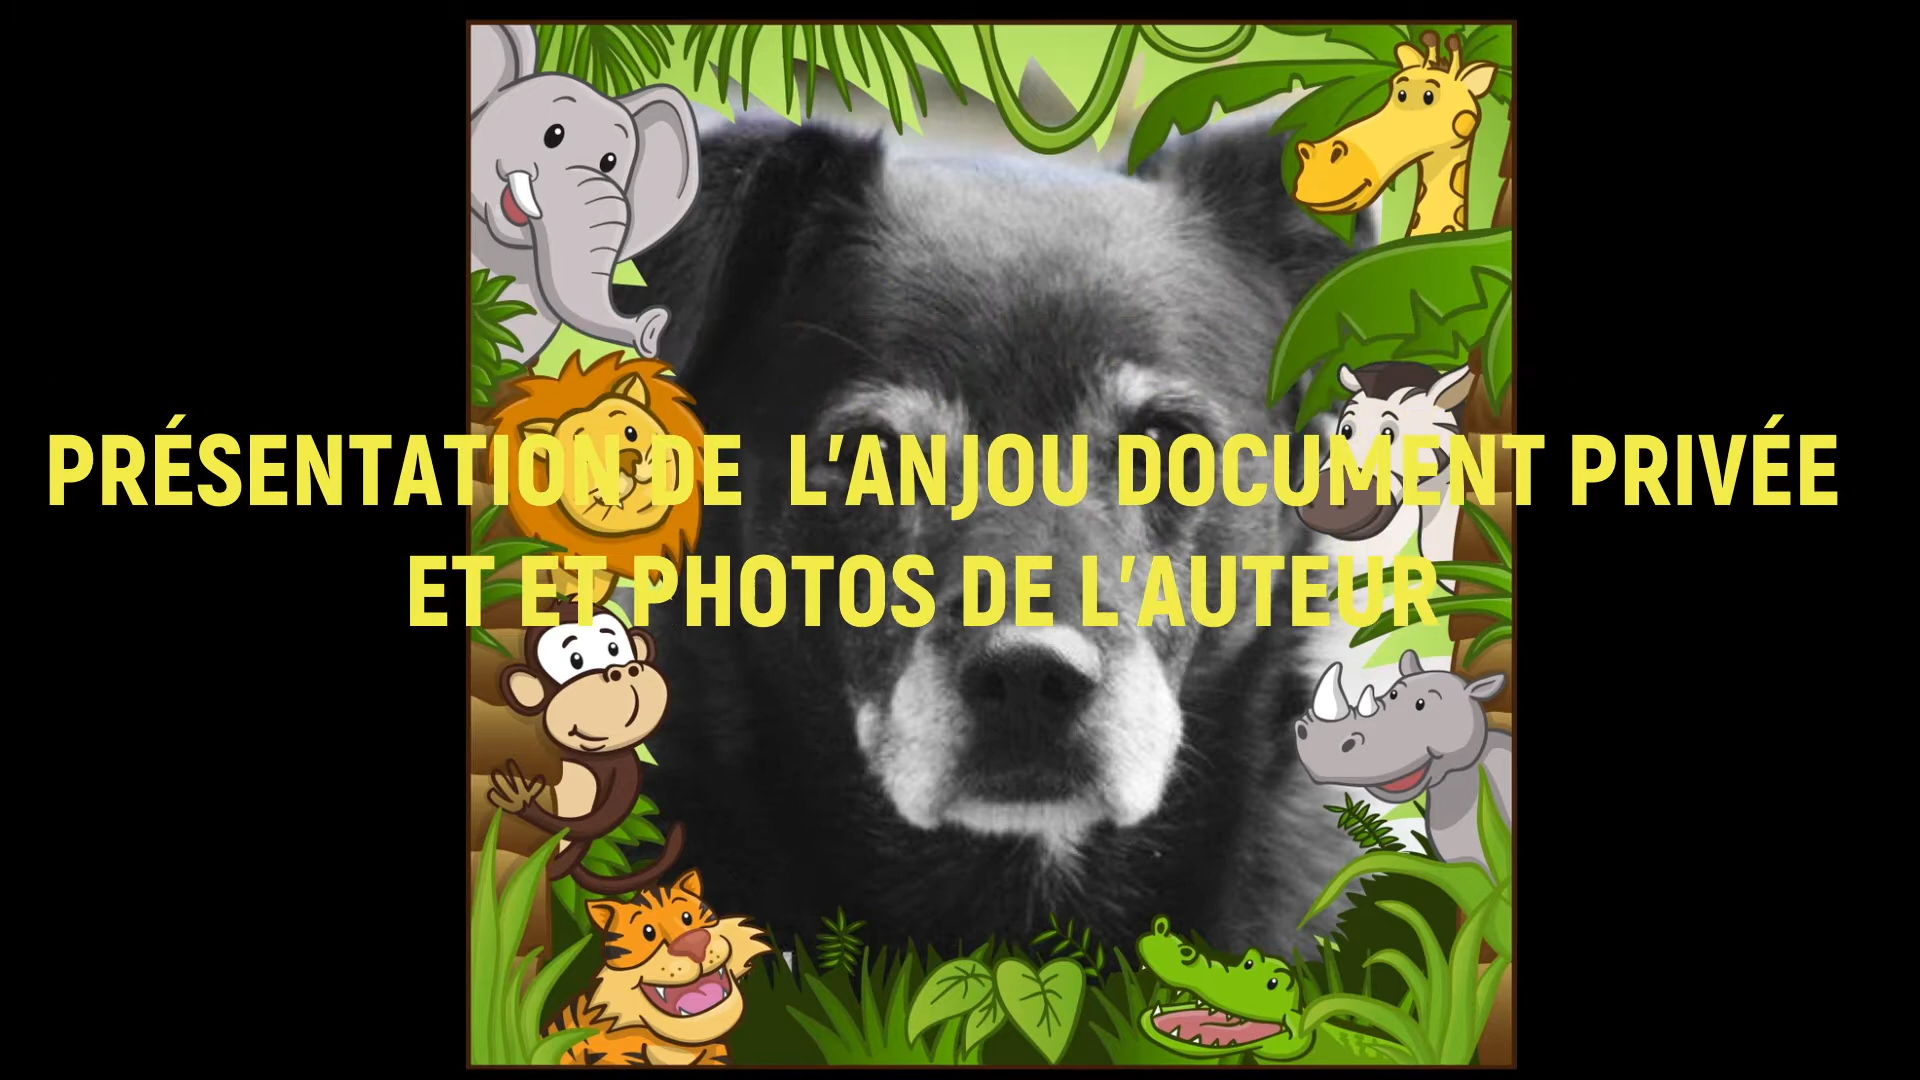 PRÉSENTATION DE L'ANJOU DOCUMENT PRIVÉE
ET ET PHOTOS DE L'AUTEUR